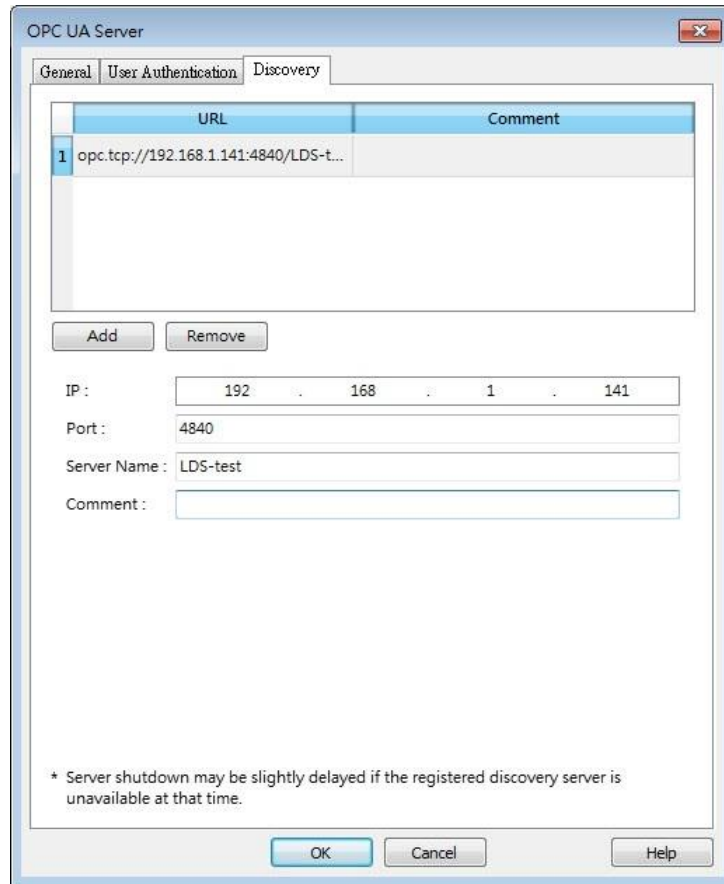 OPC UA Server
General User Authentication Discovery
URL Comment
1 opc.tcp://192.168.1.141:4840/LDS-t...
Add Remove
IP : 192 . 168 . 1 . 141
Port : 4840
Server Name : LDS-test
Comment :
* Server shutdown may be slightly delayed if the registered discovery server is
unavailable at that time.
OK Cancel Help